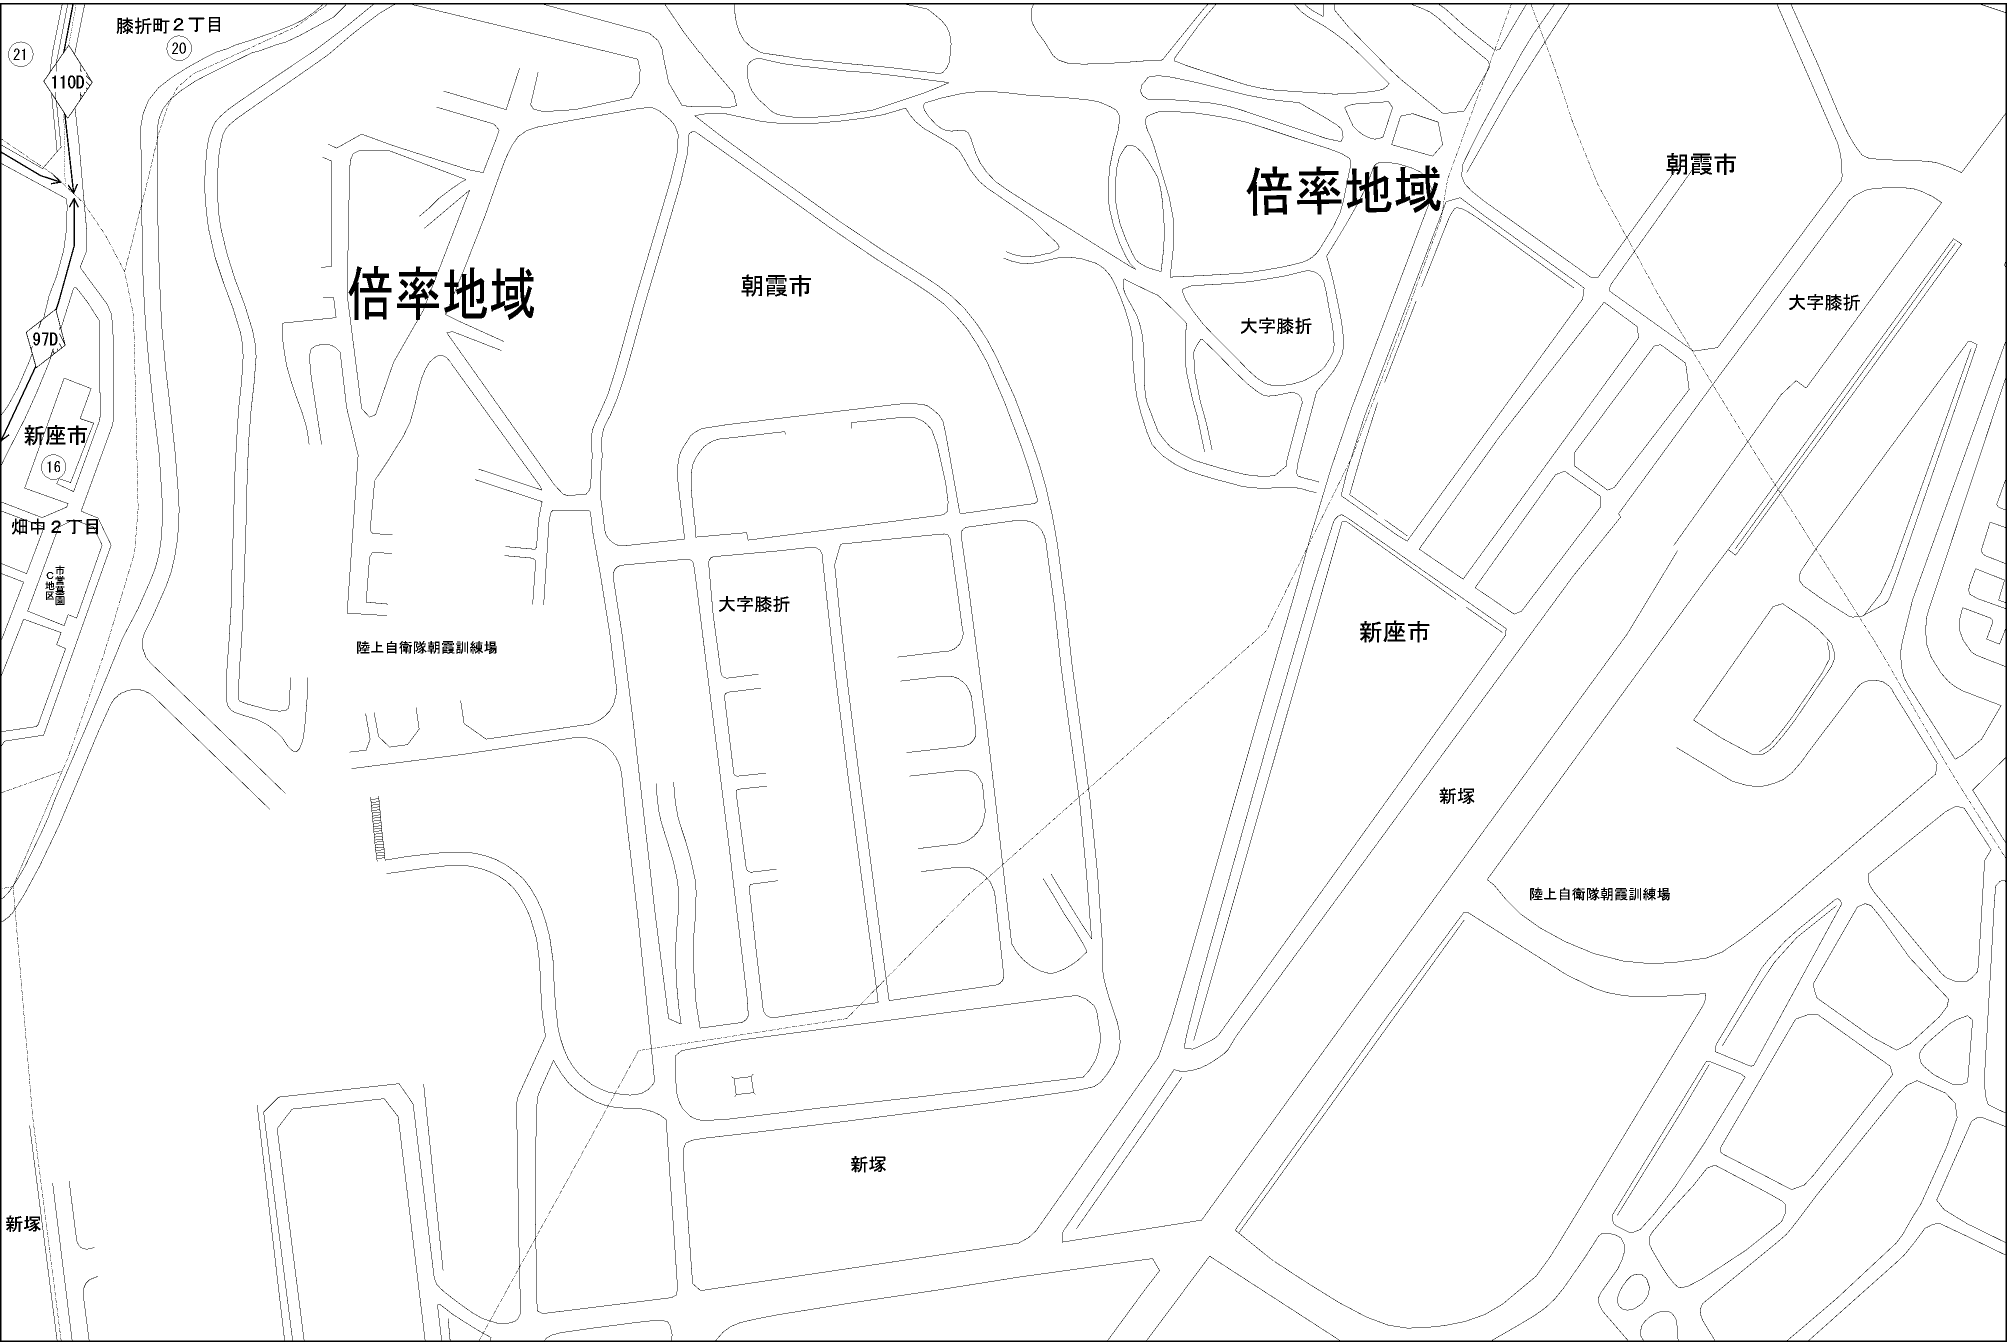 膝折町２丁目
20
21
110D
朝霞市
倍率地域
倍率地域
朝霞市
大字膝折
大字膝折
97D
新座市
16
畑中２丁目
市営墓園
Ｃ地区
大字膝折
新座市
陸上自衛隊朝霞訓練場
新塚
陸上自衛隊朝霞訓練場
新塚
新塚